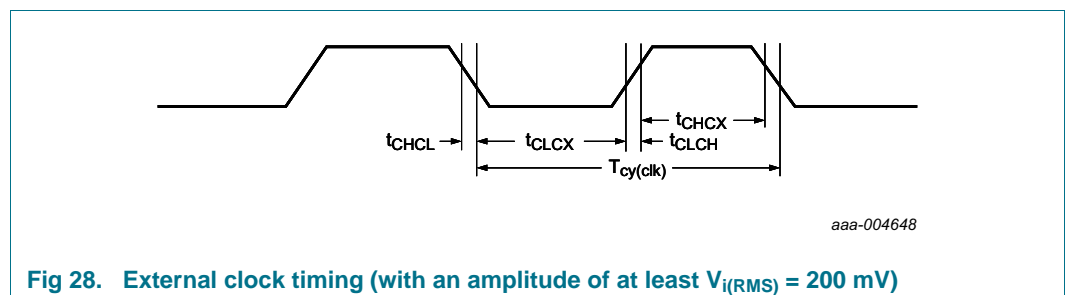 tCHCX
tCHCL tCLCX tCLCH
Tcy(clk)
aaa-004648
Fig 28. External clock timing (with an amplitude of at least Vi(RMS) = 200 mV)